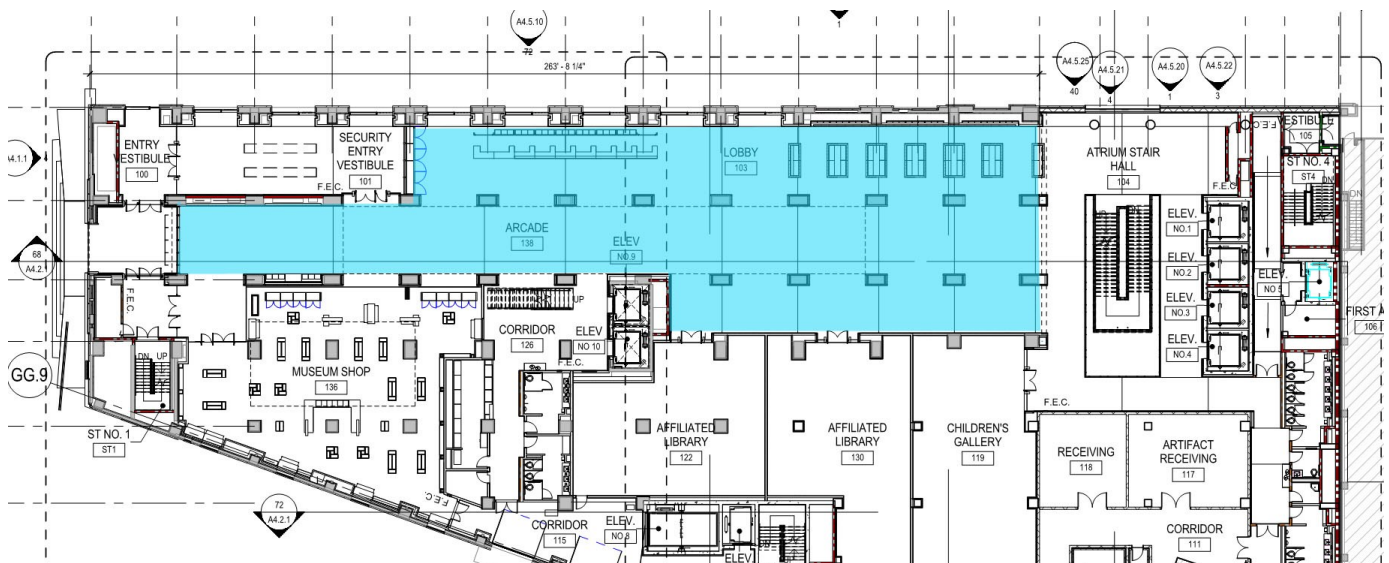 A4.5.10
72
263' - 8 1/4"
1
A4.5.25
40
A4.5.21
4
A4.5.20
1
A4.5.22
3
ENTRY
VESTIBULE
100
SECURITY
ENTRY
VESTIBULE
101
F.E.C.
LOBBY
103
ATRIUM STAIR
HALL
104
F.E.C.
VESTIBULE
105
ST NO. 4
ST4
DN
DN
F.E.C.
4.1.1
ARCADE
138
ELEV
NO.9
ELEV.
NO.1
ELEV.
NO.2
ELEV.
NO.3
ELEV.
NO.4
ELEV.
NO 5
68
A4.2.1
F.E.C.
UP
CORRIDOR
126
ELEV
NO 10
F.E.C.
FIRST A
106
DN UP
GG.9
MUSEUM SHOP
136
ST NO. 1
ST1
AFFILIATED
LIBRARY
122
AFFILIATED
LIBRARY
130
CHILDREN'S
GALLERY
119
F.E.C.
RECEIVING
118
ARTIFACT
RECEIVING
117
F.E.C.
72
A4.2.1
CORRIDOR
115
ELEV.
NO.8
DN
ELEV.
CORRIDOR
111